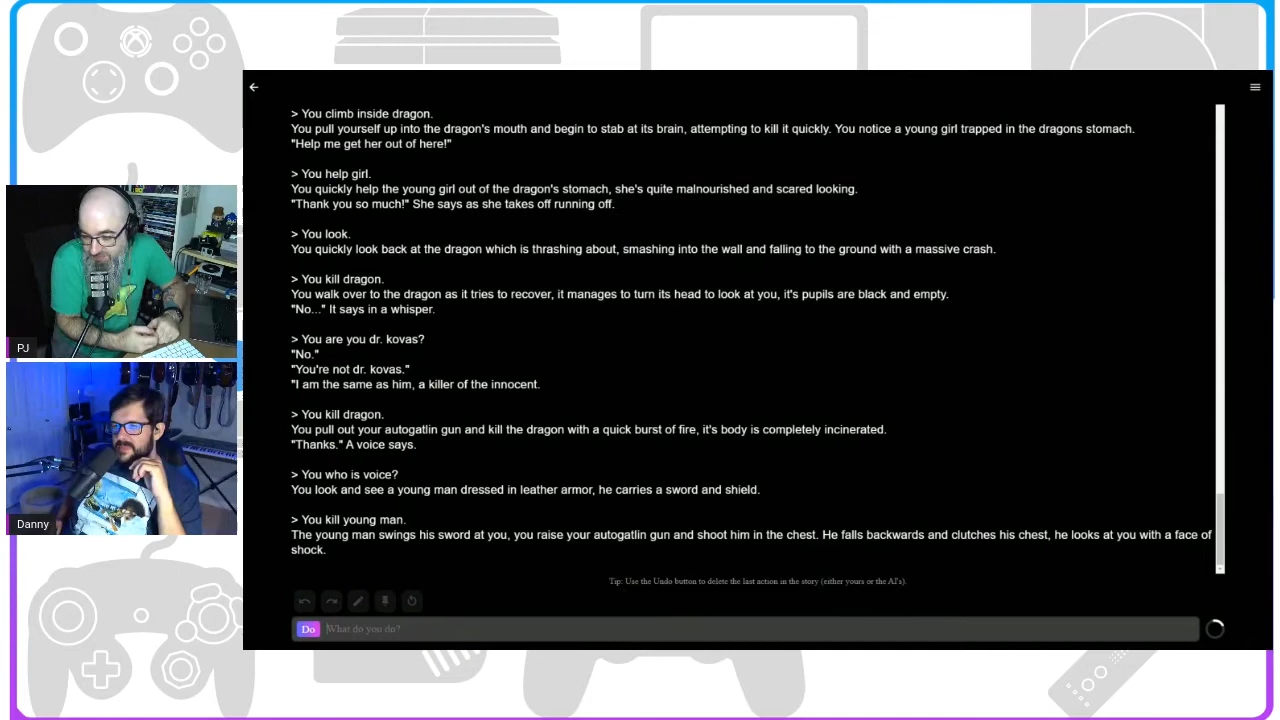 > You climb inside dragon.
You pull yourself up into the dragon's mouth and begin to stab at its brain, attempting to kill it quickly. You notice a young girl trapped in the dragons stomach.
"Help me get her out of here!"
> You help girl.
You quickly help the young girl out of the dragon's stomach, she's quite malnourished and scared looking.
"Thank you so much!" She says as she takes off running off.
> You look.
You quickly look back at the dragon which is thrashing about, smashing into the wall and falling to the ground with a massive crash.
> You kill dragon.
You walk over to the dragon as it tries to recover, it manages to turn its head to look at you, it's pupils are black and empty.
"No..." It says in a whisper.
> You are you dr. kovas?
"No."
"You're not dr. kovas."
"I am the same as him, a killer of the innocent.
> You kill dragon.
You pull out your autogatlin gun and kill the dragon with a quick burst of fire, it's body is completely incinerated.
"Thanks." A voice says.
> You who is voice?
You look and see a young man dressed in leather armor, he carries a sword and shield.
> You kill young man.
The young man swings his sword at you, you raise your autogatlin gun and shoot him in the chest. He falls backwards and clutches his chest, he looks at you with a face of
shock.
Tip: Use the Undo button to delete the last action in the story (either yours or the AI's).
Do What do you do?
PJ
Danny